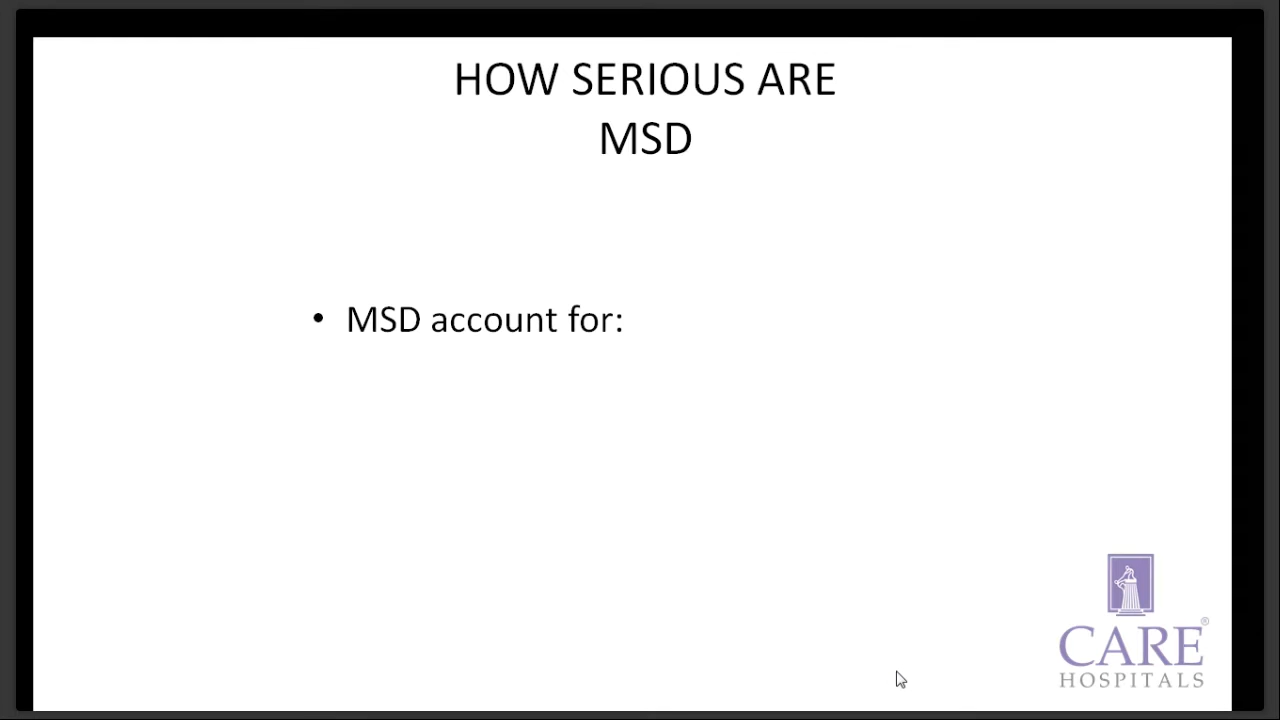 HOW SERIOUS ARE
MSD
• MSD account for:
CARE®
HOSPITALS